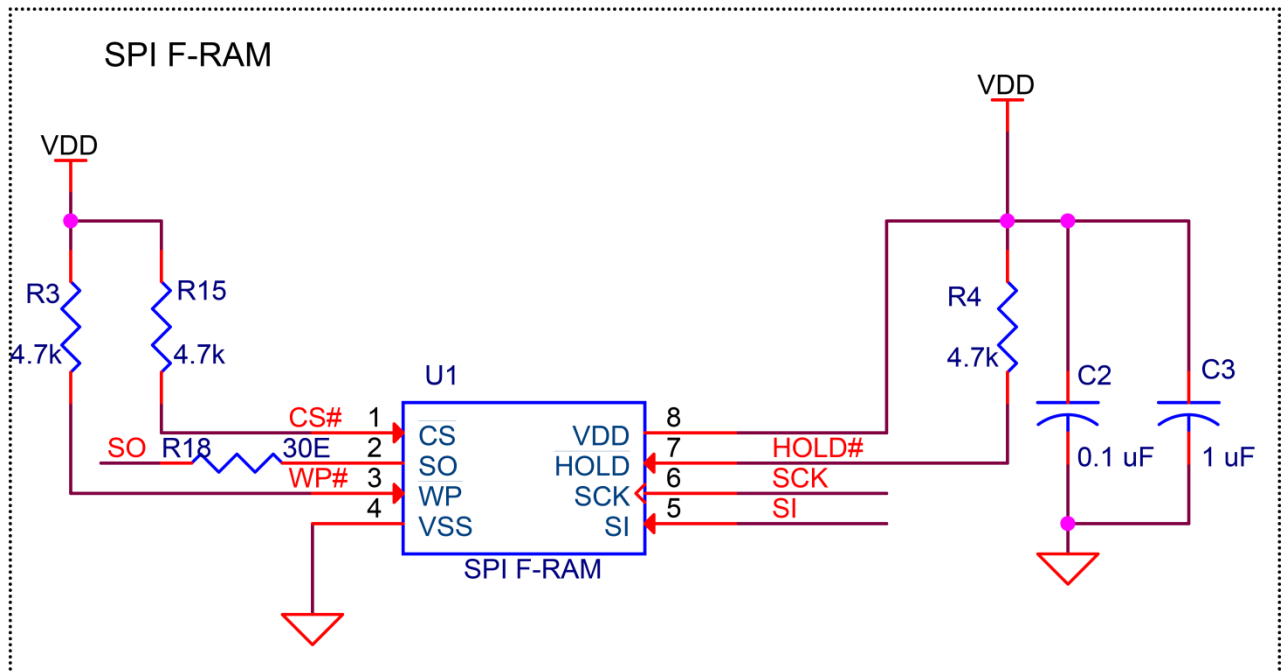 SPI F-RAM
VDD
VDD
R3
4.7k
R15
4.7k
R4
4.7k
C2
0.1 uF
C3
1 uF
U1
CS# 1 CS
SO R18 30E 2 SO
WP# 3 WP
4 VSS
VDD 8
HOLD 7 HOLD#
SCK 6 SCK
SI 5 SI
SPI F-RAM